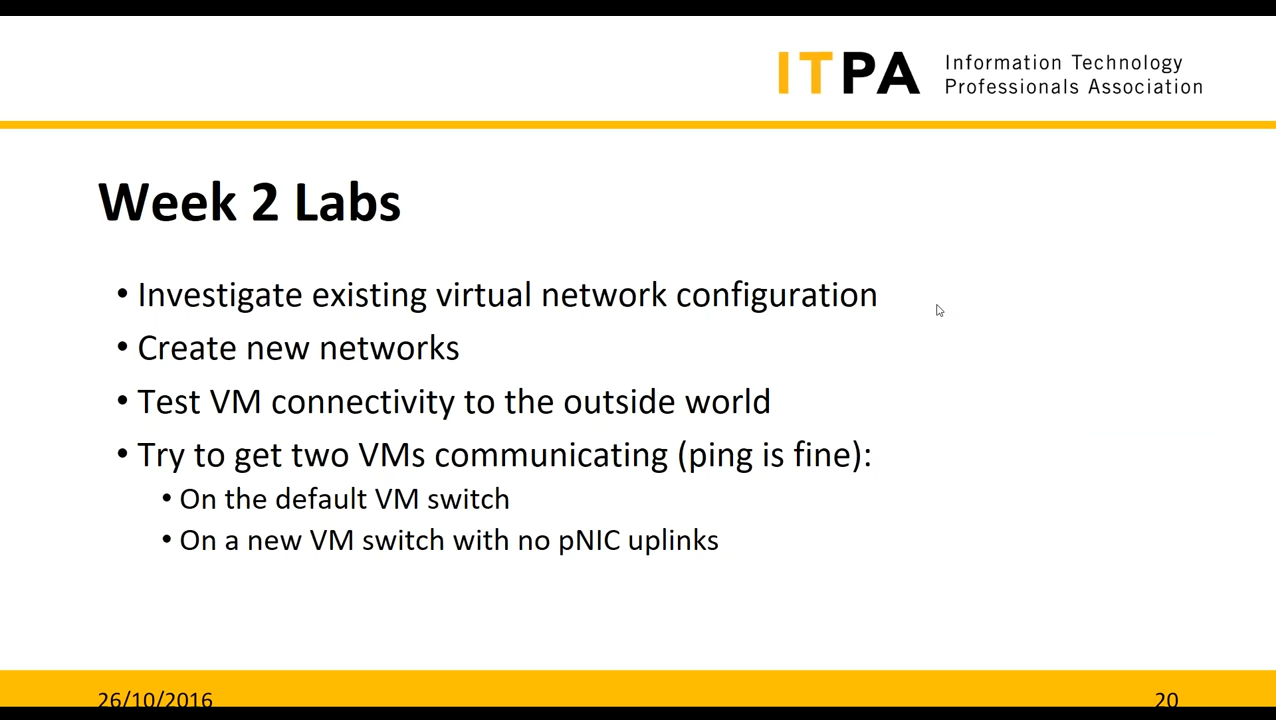 ITPA
Information Technology
Professionals Association
Week 2 Labs
• Investigate existing virtual network configuration
• Create new networks
• Test VM connectivity to the outside world
• Try to get two VMs communicating (ping is fine):
• On the default VM switch
• On a new VM switch with no pNIC uplinks
26/10/2016
20